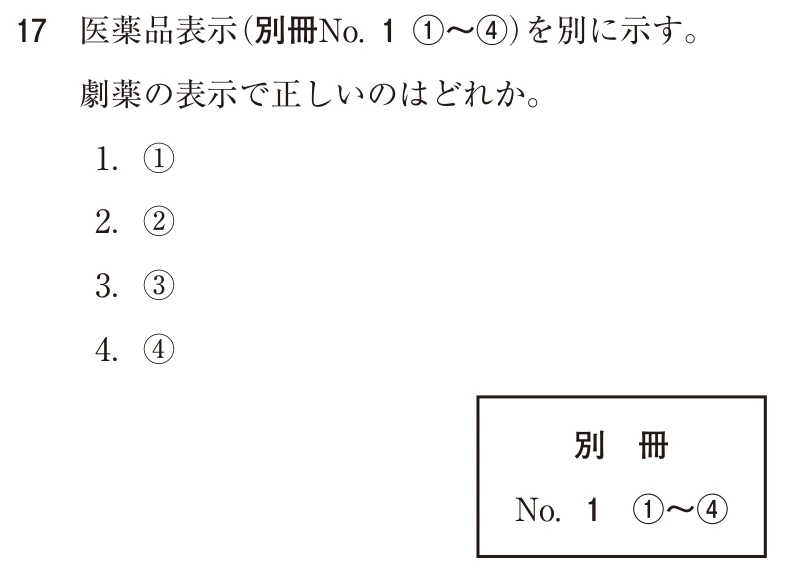 17 医薬品表示(別冊No. 1 ①〜④)を別に示す。
劇薬の表示で正しいのはどれか。
1. ①
2. ②
3. ③
4. ④
別 冊
No. 1 ①〜④